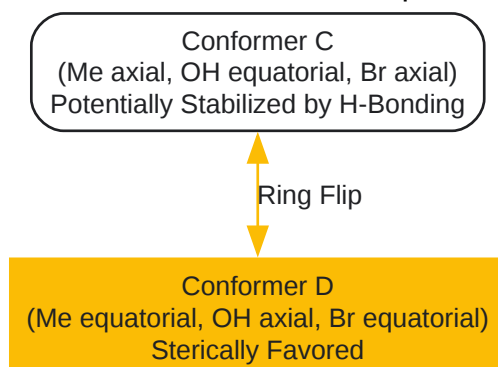 Conformer C
(Me axial, OH equatorial, Br axial)
Potentially Stabilized by H-Bonding
Ring Flip
Conformer D
(Me equatorial, OH axial, Br equatorial)
Sterically Favored